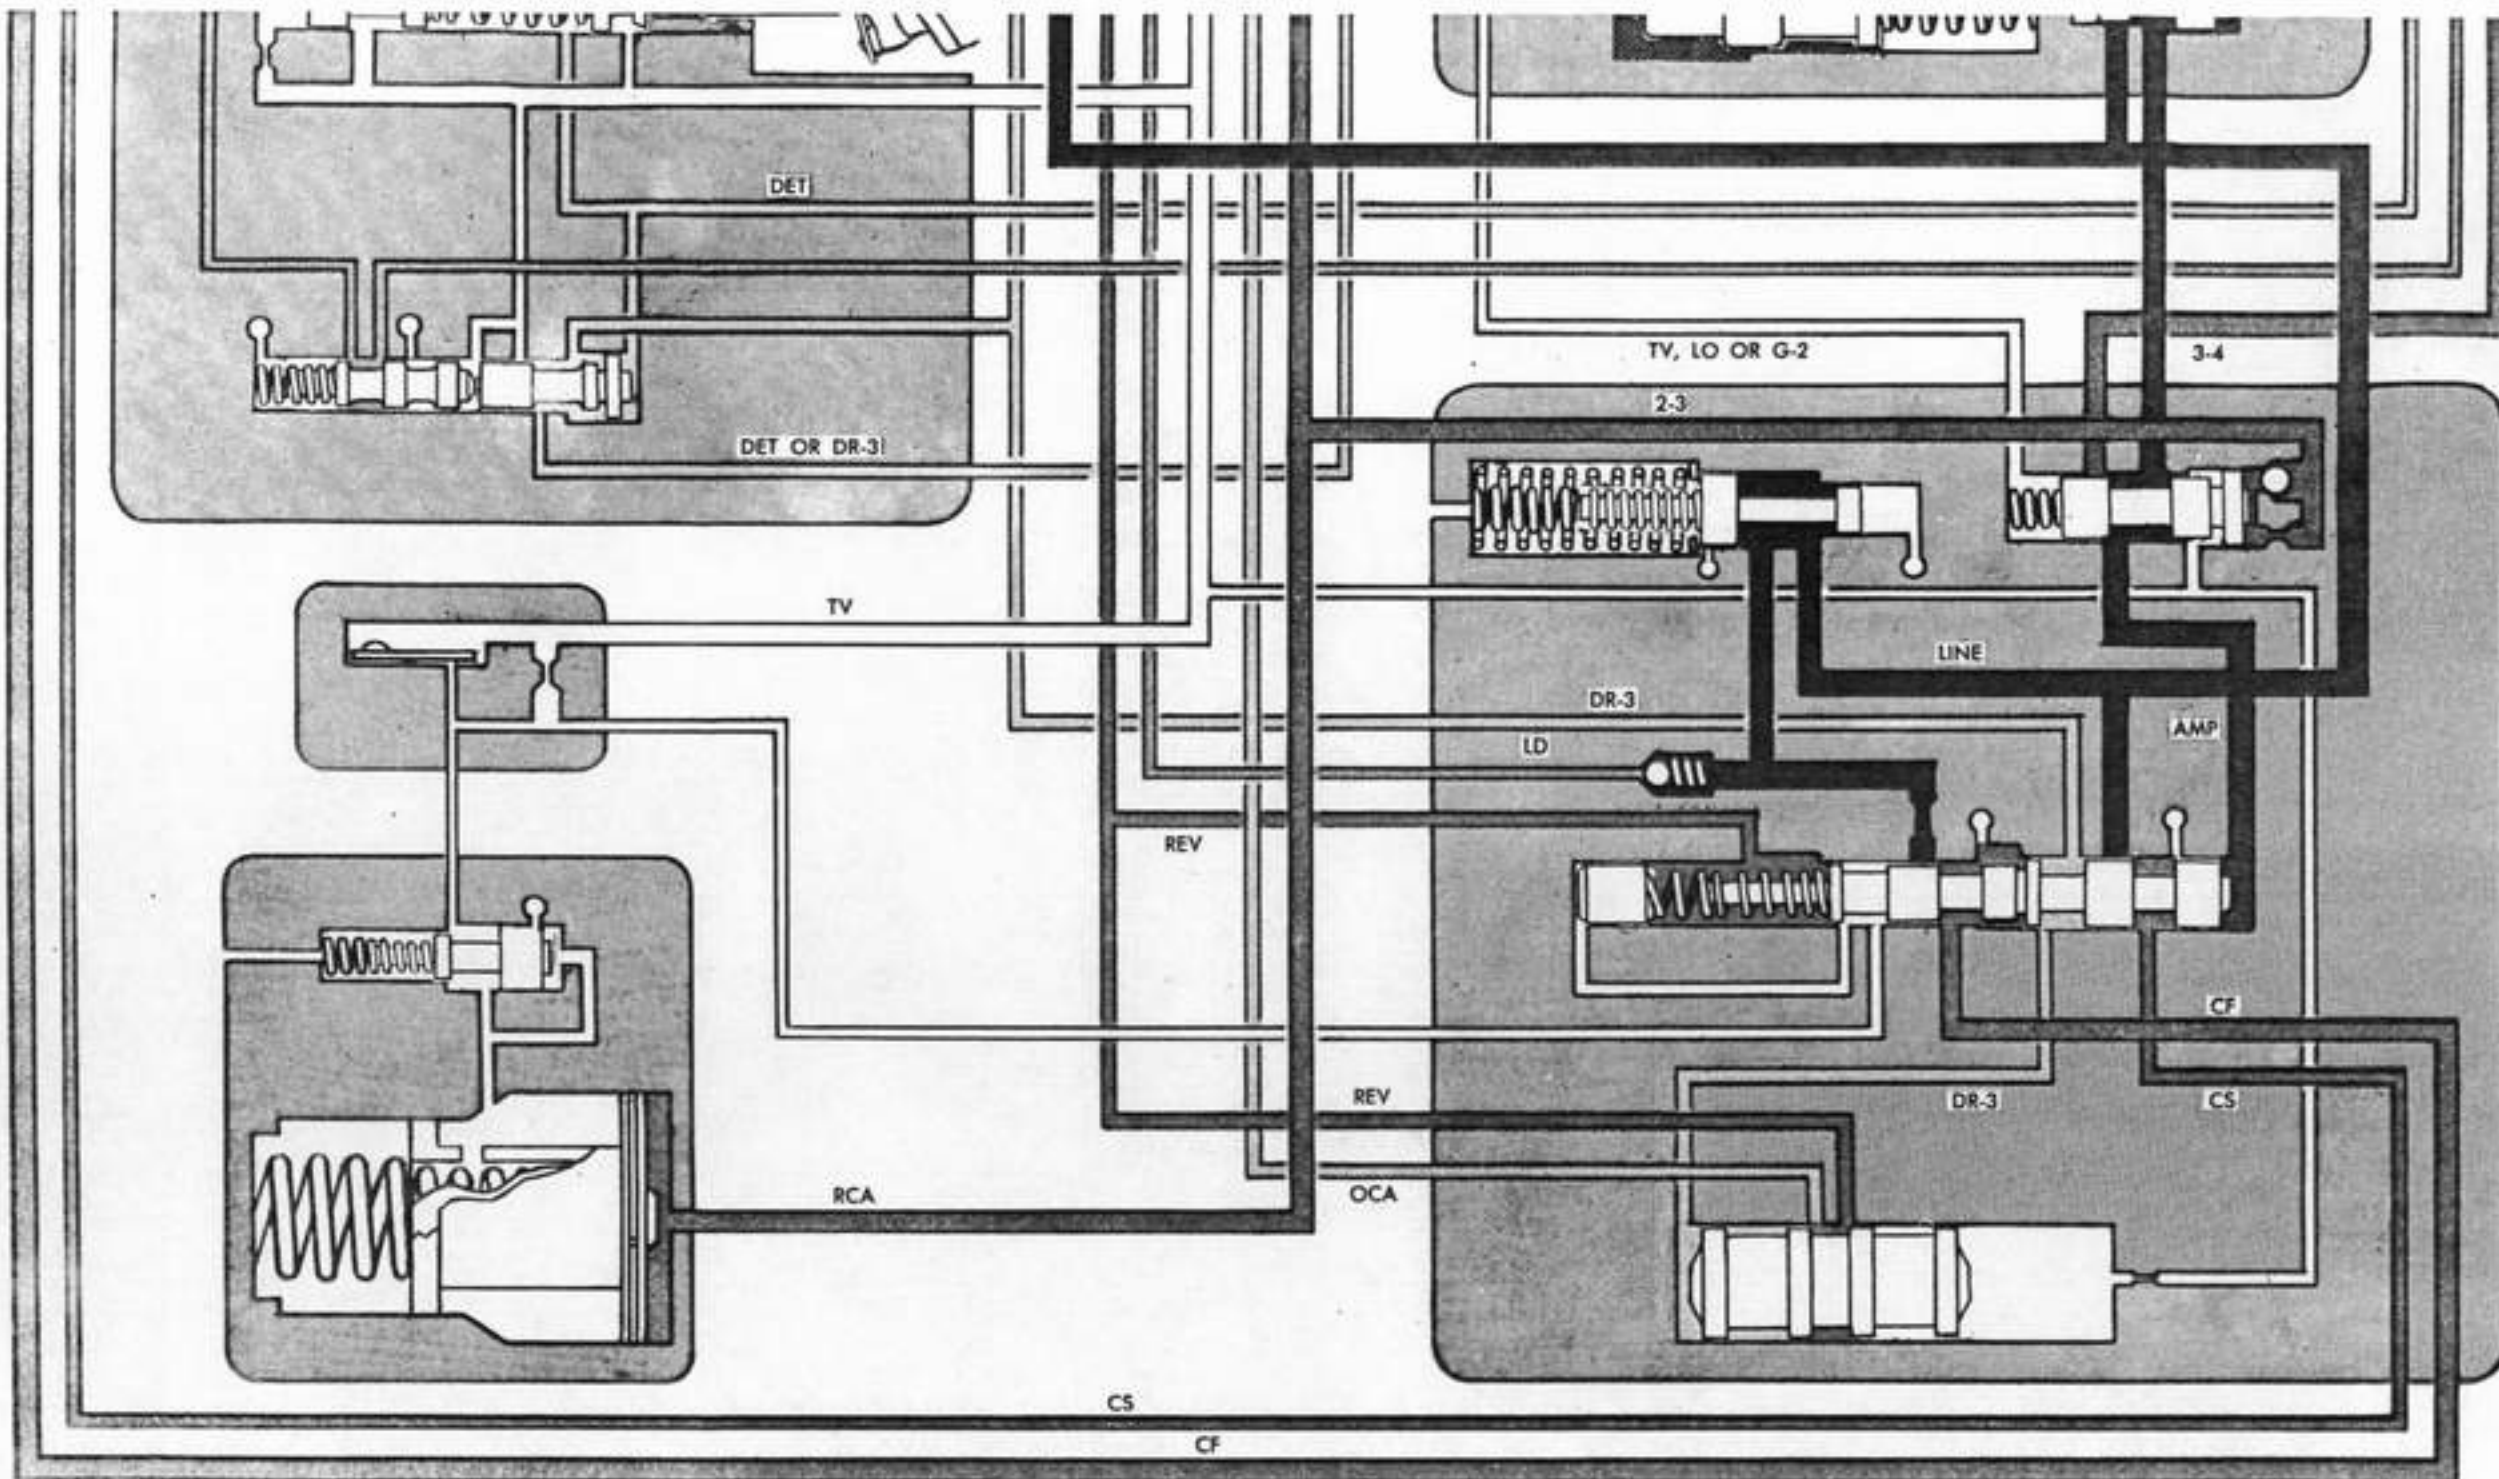 DET
TV, LO OR G-2
3-4
2-3
DET OR DR-3
TV
LINE
DR-3
AMP
LD
REV
CF
REV
DR-3
CS
RCA
OCA
CS
CF